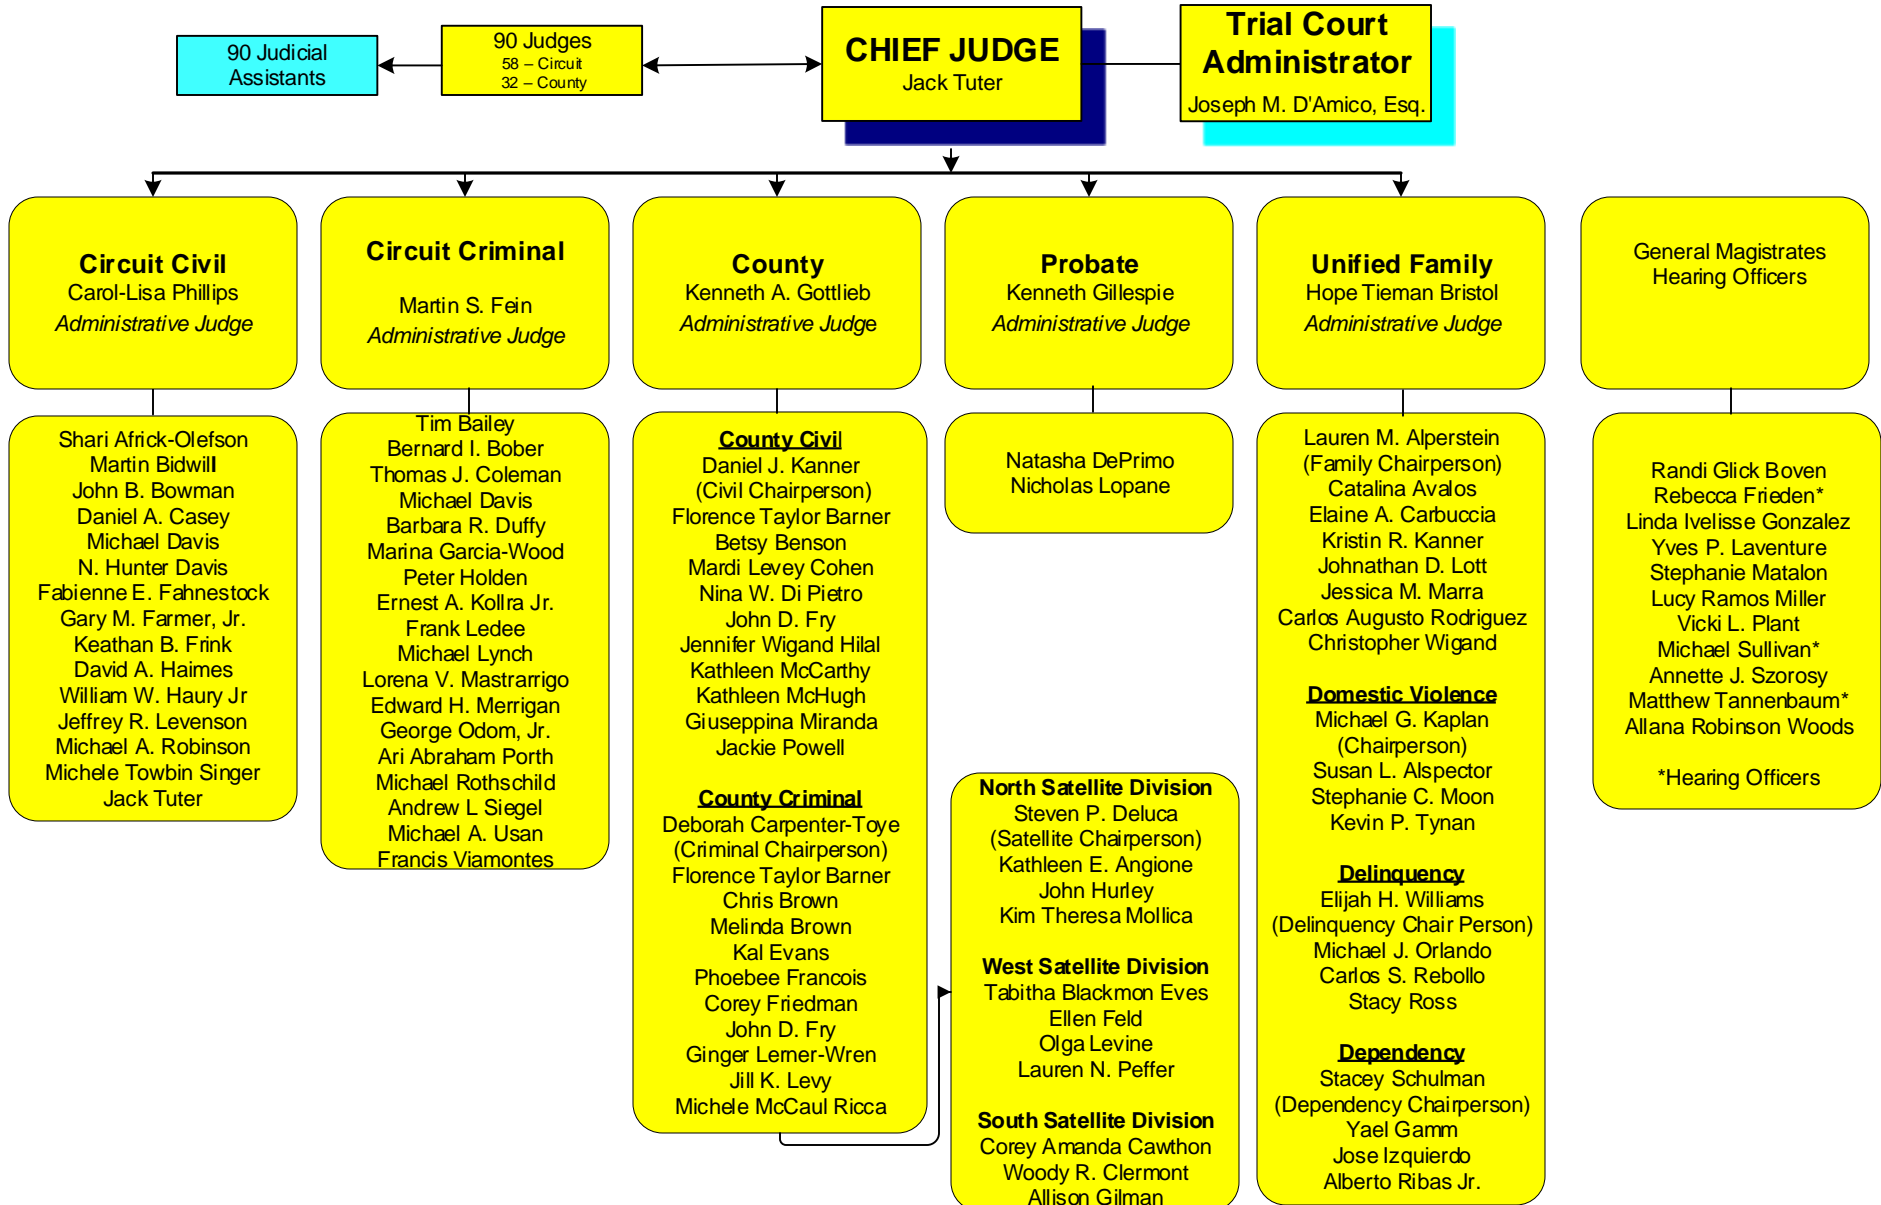 90 Judicial
Assistants
90 Judges
58 – Circuit
32 – County
CHIEF JUDGE
Jack Tuter
Trial Court
Administrator
Joseph M. D'Amico, Esq.
Circuit Civil
Carol-Lisa Phillips
Administrative Judge
Circuit Criminal
Martin S. Fein
Administrative Judge
County
Kenneth A. Gottlieb
Administrative Judge
Probate
Kenneth Gillespie
Administrative Judge
Unified Family
Hope Tieman Bristol
Administrative Judge
General Magistrates
Hearing Officers
Shari Africk-Olefson
Martin Bidwill
John B. Bowman
Daniel A. Casey
Michael Davis
N. Hunter Davis
Fabienne E. Fahnestock
Gary M. Farmer, Jr.
Keathan B. Frink
David A. Haimes
William W. Haury Jr
Jeffrey R. Levenson
Michael A. Robinson
Michele Towbin Singer
Jack Tuter
Tim Bailey
Bernard I. Bober
Thomas J. Coleman
Michael Davis
Barbara R. Duffy
Marina Garcia-Wood
Peter Holden
Ernest A. Kollra Jr.
Frank Ledee
Michael Lynch
Lorena V. Mastrarrigo
Edward H. Merrigan
George Odom, Jr.
Ari Abraham Porth
Michael Rothschild
Andrew L Siegel
Michael A. Usan
Francis Viamontes
County Civil
Daniel J. Kanner
(Civil Chairperson)
Florence Taylor Barner
Betsy Benson
Mardi Levey Cohen
Nina W. Di Pietro
John D. Fry
Jennifer Wigand Hilal
Kathleen McCarthy
Kathleen McHugh
Giuseppina Miranda
Jackie Powell
County Criminal
Deborah Carpenter-Toye
(Criminal Chairperson)
Florence Taylor Barner
Chris Brown
Melinda Brown
Kal Evans
Phoebee Francois
Corey Friedman
John D. Fry
Ginger Lerner-Wren
Jill K. Levy
Michele McCaul Ricca
Natasha DePrimo
Nicholas Lopane
North Satellite Division
Steven P. Deluca
(Satellite Chairperson)
Kathleen E. Angione
John Hurley
Kim Theresa Mollica
West Satellite Division
Tabitha Blackmon Eves
Ellen Feld
Olga Levine
Lauren N. Peffer
South Satellite Division
Corey Amanda Cawthon
Woody R. Clermont
Allison Gilman
Lauren M. Alperstein
(Family Chairperson)
Catalina Avalos
Elaine A. Carbuccia
Kristin R. Kanner
Johnathan D. Lott
Jessica M. Marra
Carlos Augusto Rodriguez
Christopher Wigand
Domestic Violence
Michael G. Kaplan
(Chairperson)
Susan L. Alspector
Stephanie C. Moon
Kevin P. Tynan
Delinquency
Elijah H. Williams
(Delinquency Chair Person)
Michael J. Orlando
Carlos S. Rebollo
Stacy Ross
Dependency
Stacey Schulman
(Dependency Chairperson)
Yael Gamm
Jose Izquierdo
Alberto Ribas Jr.
Randi Glick Boven
Rebecca Frieden*
Linda Ivelisse Gonzalez
Yves P. Laventure
Stephanie Matalon
Lucy Ramos Miller
Vicki L. Plant
Michael Sullivan*
Annette J. Szorosy
Matthew Tannenbaum*
Allana Robinson Woods
*Hearing Officers